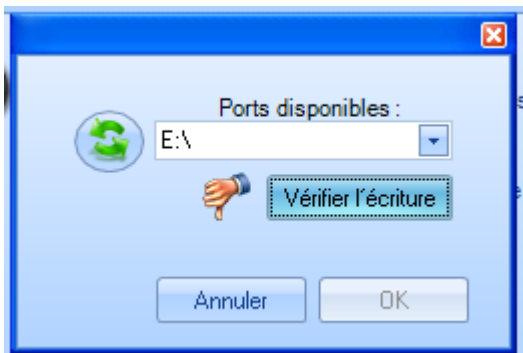 Ports disponibles :
E:\
Vérifier l'écriture
Annuler
OK